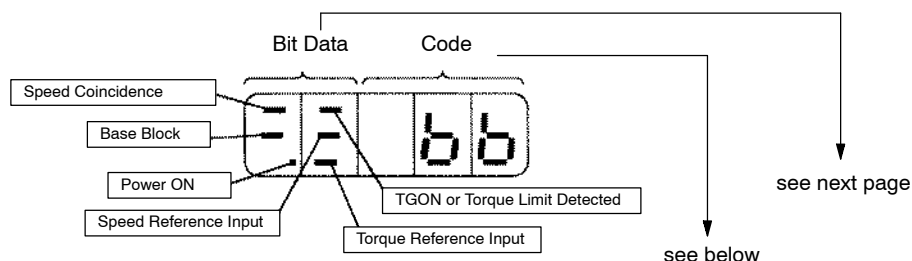 Bit Data
Code
Speed Coincidence
Base Block
bb
Power ON
see next page
TGON or Torque Limit Detected
Speed Reference Input
Torque Reference Input
see below